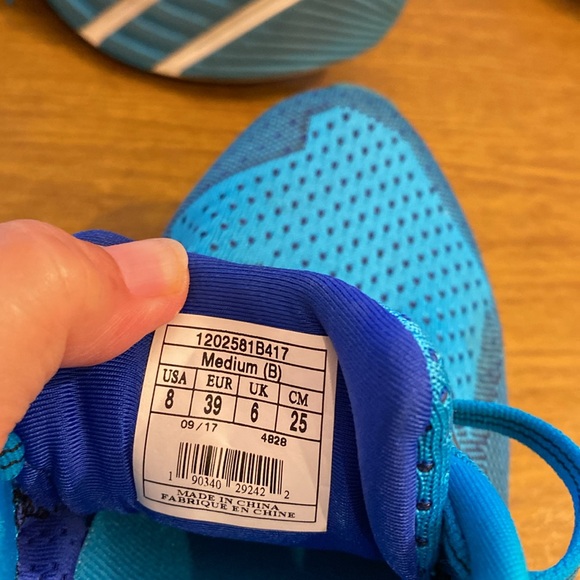 1202581B417
Medium (B)
USA EUR UK CM
8 39 6 25
09/17 4828
1 90340 29242 2
MADE IN CHINA
FABRIQUE EN CHINE